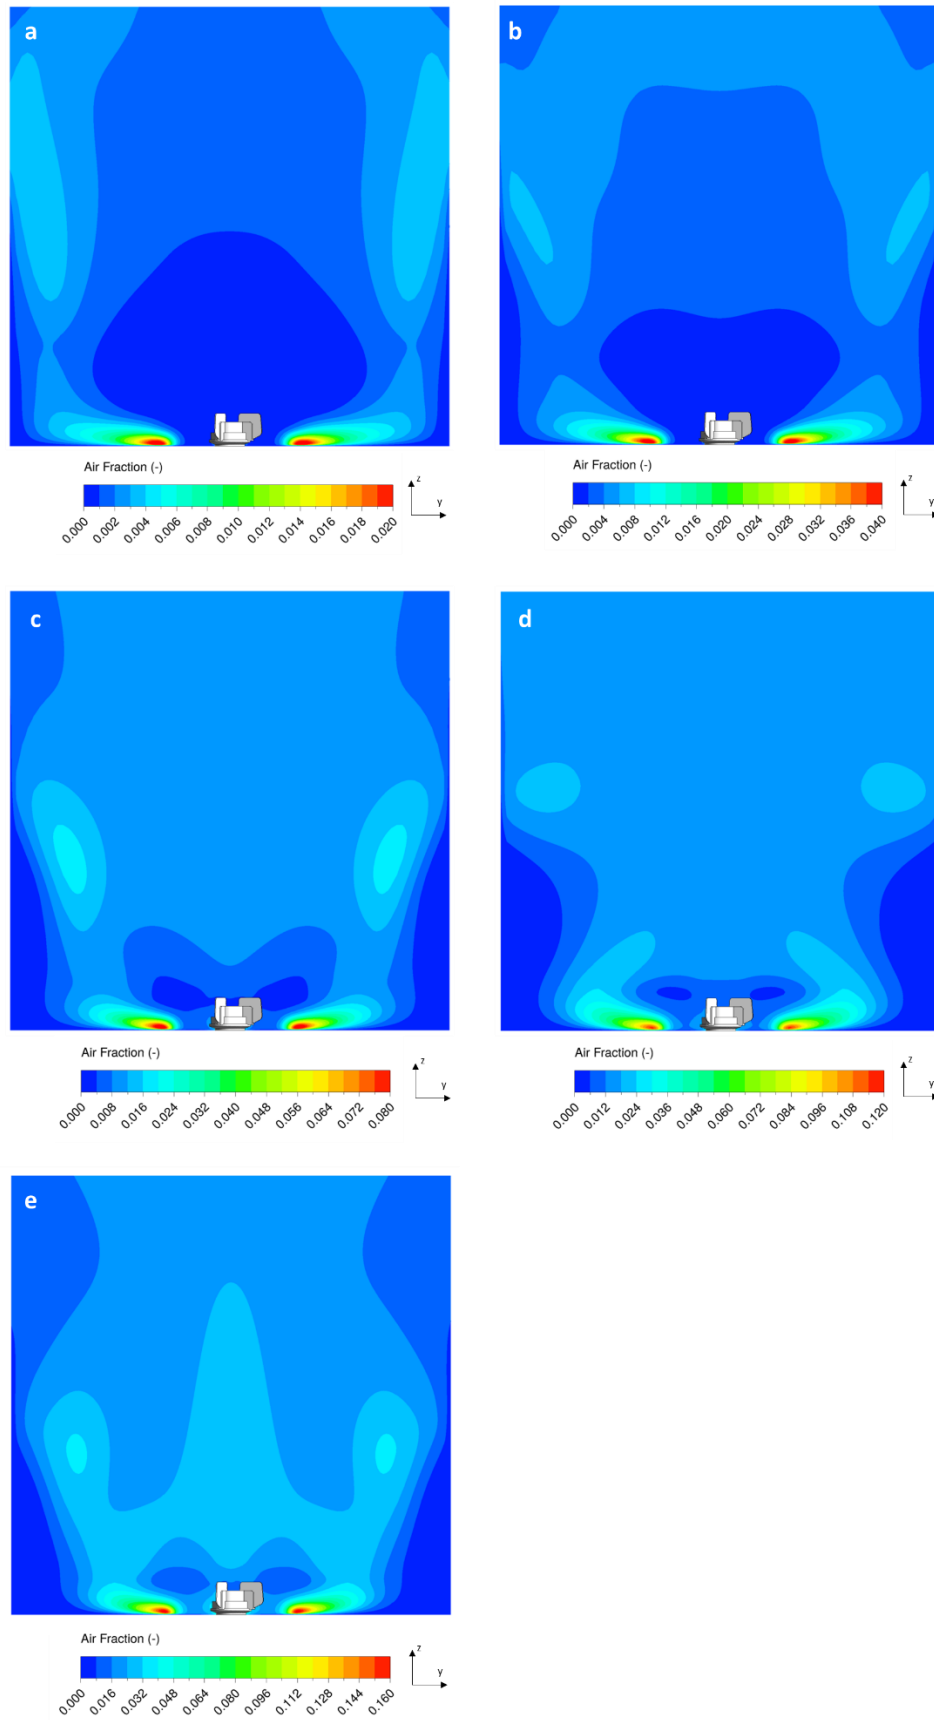 a
b
Air Fraction (-)
z
y
0.000 0.002 0.004 0.006 0.008 0.010 0.012 0.014 0.016 0.018 0.020
Air Fraction (-)
z
y
0.000 0.004 0.008 0.012 0.016 0.020 0.024 0.028 0.032 0.036 0.040
c
d
Air Fraction (-)
z
y
0.000 0.008 0.016 0.024 0.032 0.040 0.048 0.056 0.064 0.072 0.080
Air Fraction (-)
z
y
0.000 0.012 0.024 0.036 0.048 0.060 0.072 0.084 0.096 0.108 0.120
e
Air Fraction (-)
z
y
0.000 0.016 0.032 0.048 0.064 0.080 0.096 0.112 0.128 0.144 0.160